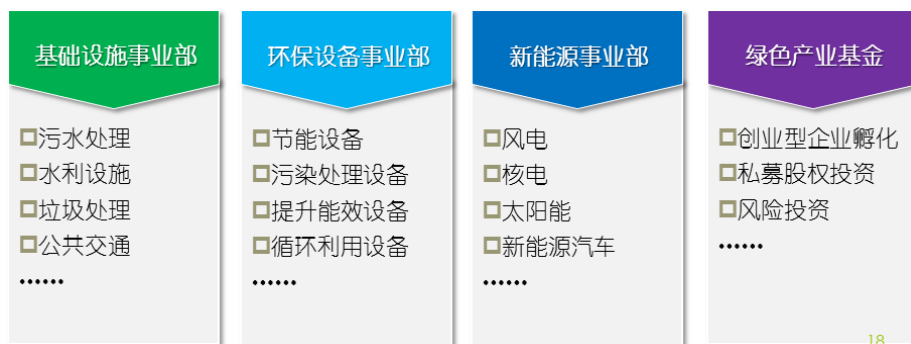 基础设施事业部
□污水处理
□水利设施
□垃圾处理
□公共交通
••••••
环保设备事业部
□节能设备
□污染处理设备
□提升能效设备
□循环利用设备
••••••
新能源事业部
□风电
□核电
□太阳能
□新能源汽车
••••••
绿色产业基金
□创业型企业孵化
□私募股权投资
□风险投资
••••••
18